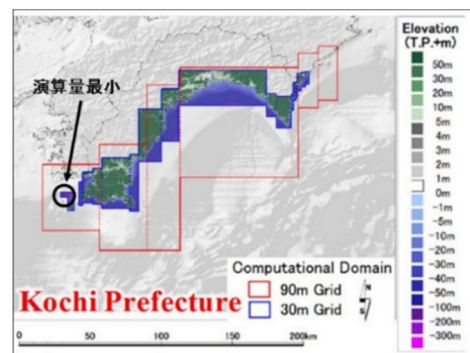 Elevation
(T.P.+m)
50m
30m
20m
10m
5m
4m
3m
2m
1m
0m
-1m
-5m
-10m
-20m
-30m
-40m
-50m
-100m
-200m
-300m
演算量最小
Computational Domain
90m Grid
30m Grid
N
S
Kochi Prefecture
0
50
100
150
200km